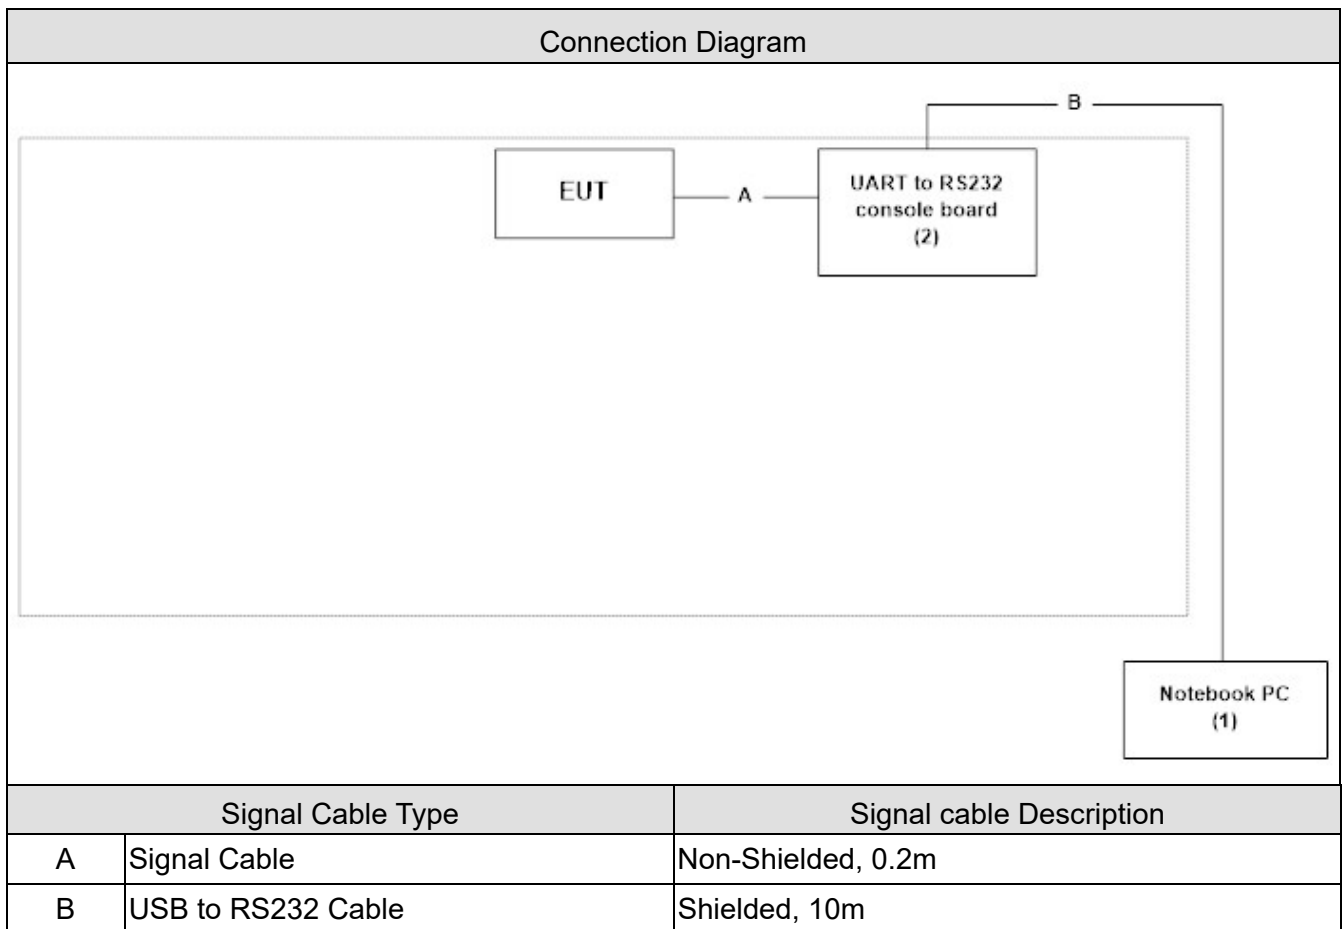 Connection Diagram
B
EUT
A
UART to RS232
console board
(2)
Notebook PC
(1)
Signal Cable Type Signal cable Description
A Signal Cable Non-Shielded, 0.2m
B USB to RS232 Cable Shielded, 10m